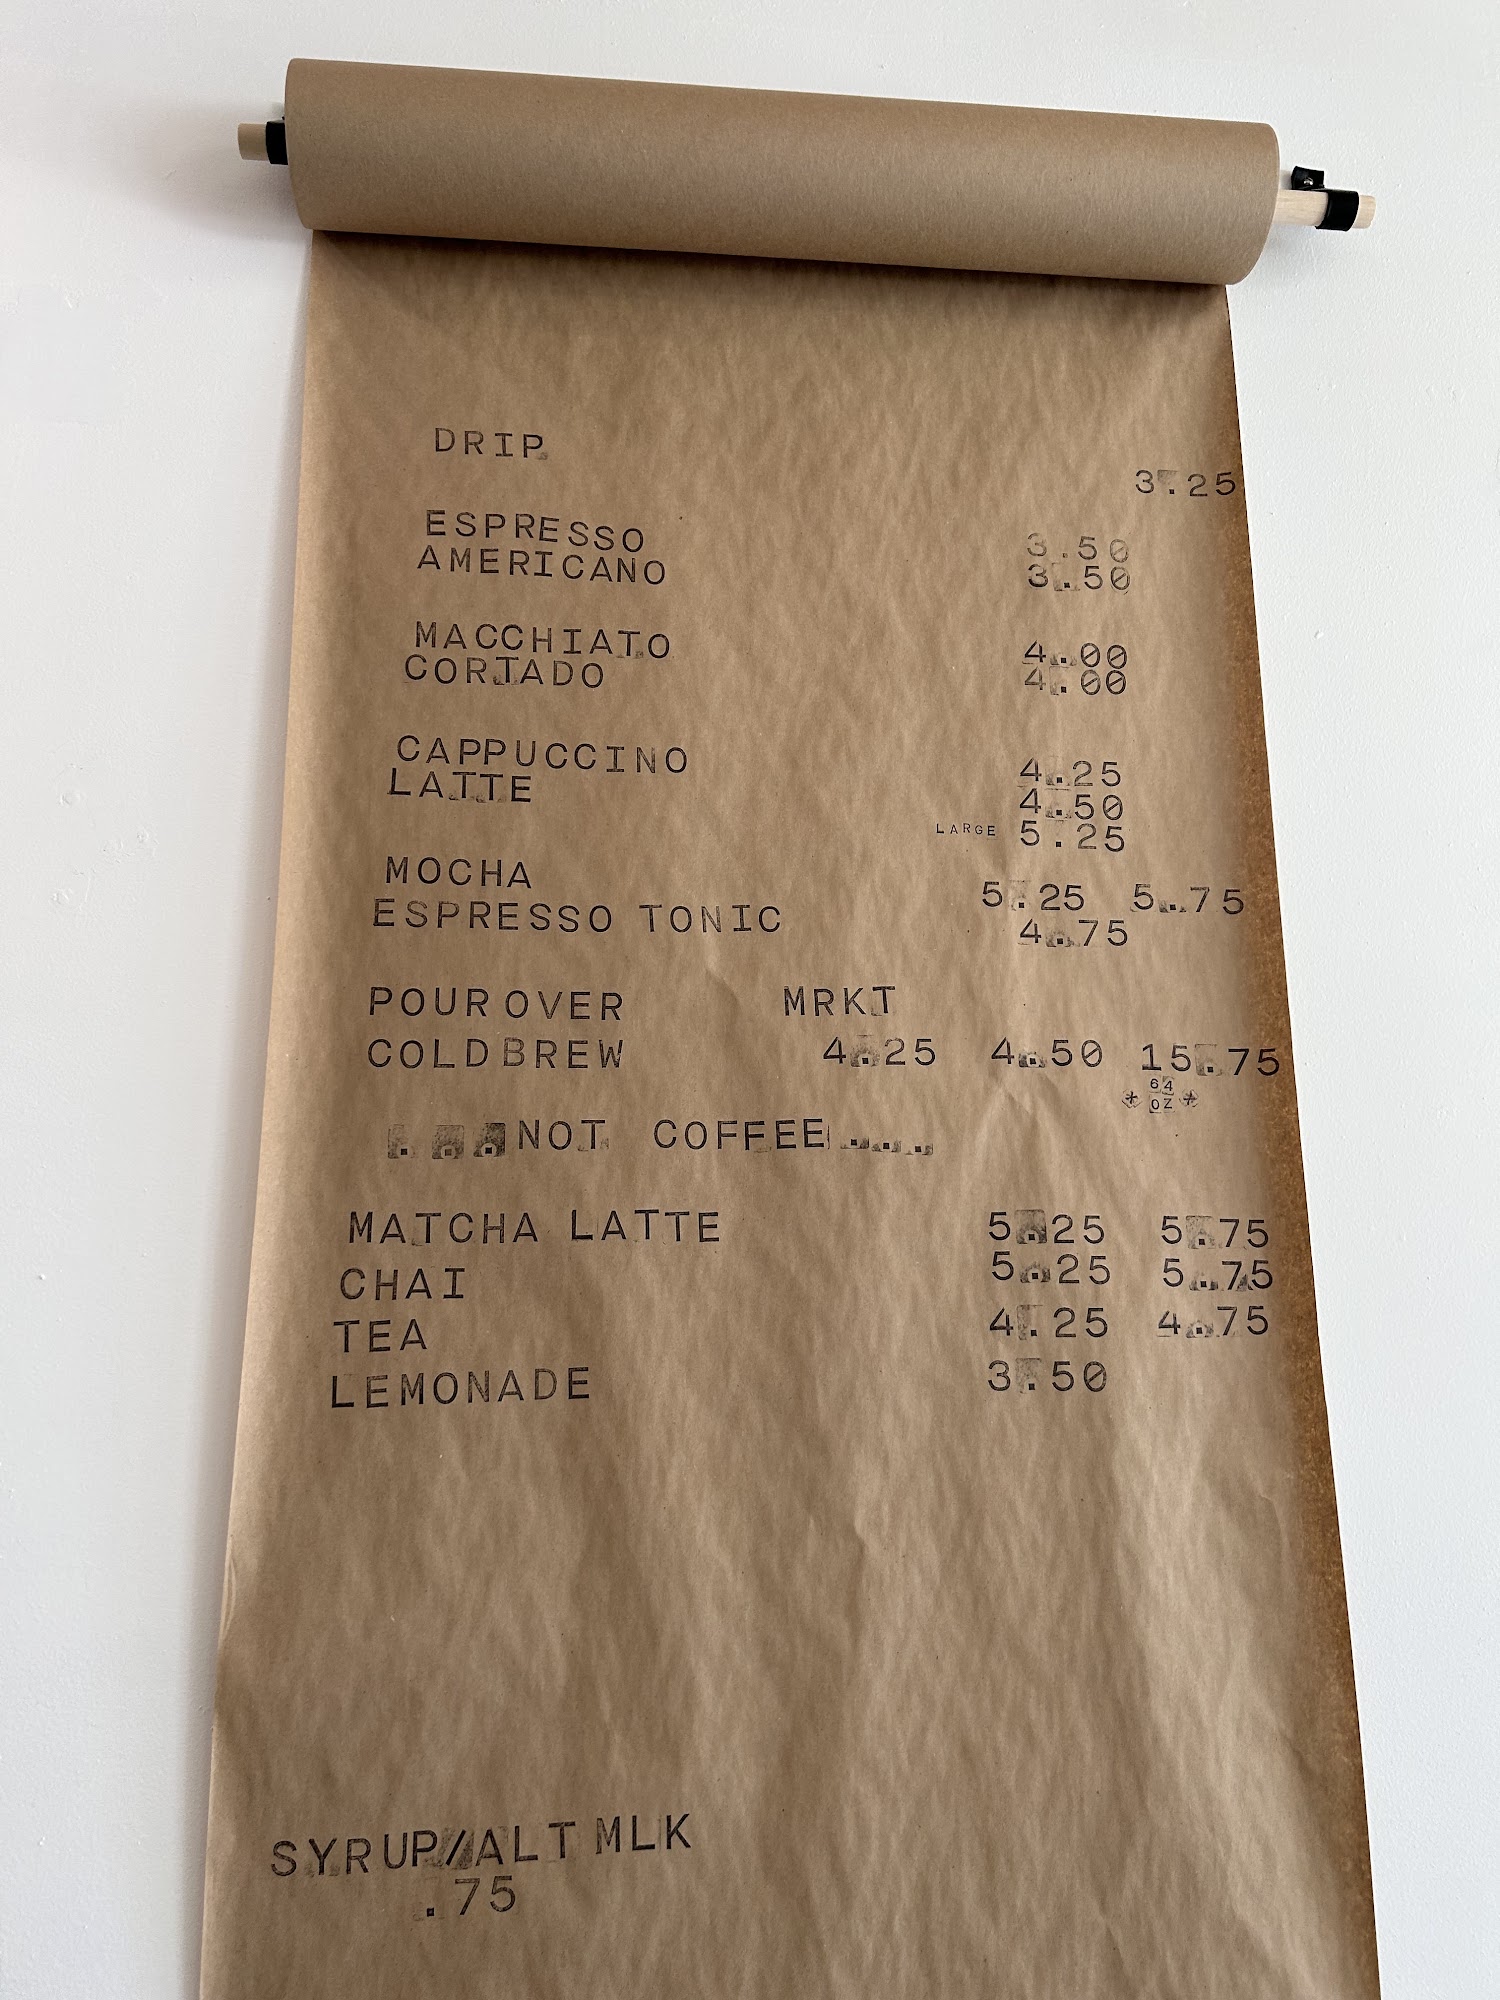 DRIP
3.25
ESPRESSO 3.50
AMERICANO 3.50
MACCHIATO 4.00
CORTADO 4.00
CAPPUCCINO 4.25
LATTE 4.50
LARGE 5.25
MOCHA 5.25 5.75
ESPRESSO TONIC 4.75
POUR OVER MRKT
COLD BREW 4.25 4.50 15.75
*64 OZ*
...NOT COFFEE...
MATCHA LATTE 5.25 5.75
CHAI 5.25 5.75
TEA 4.25 4.75
LEMONADE 3.50
SYRUP//ALT MLK
.75